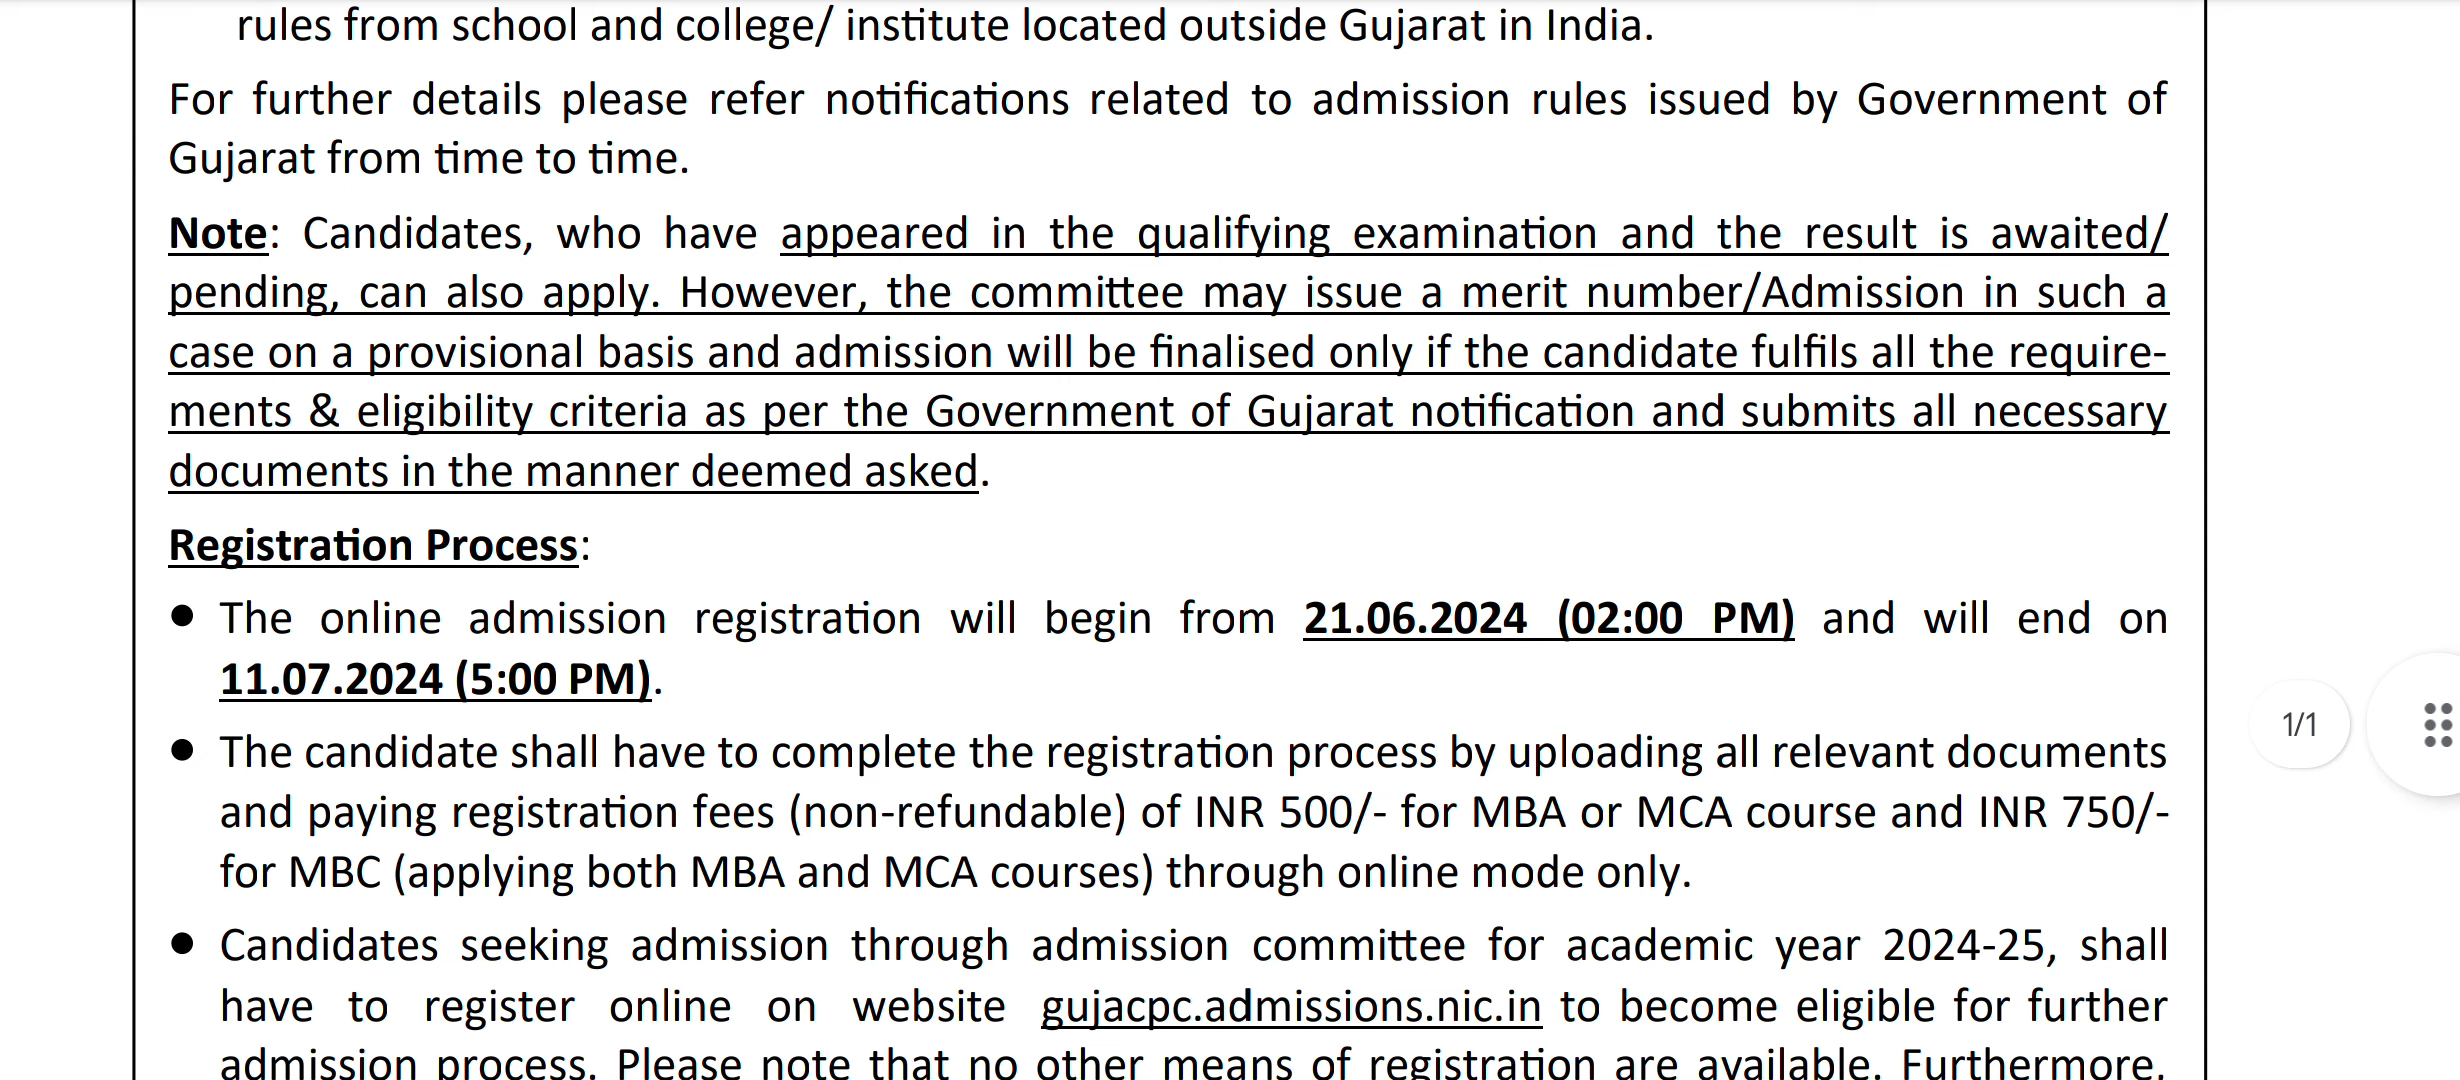 rules from school and college/ institute located outside Gujarat in India.
For further details please refer notifications related to admission rules issued by Government of
Gujarat from time to time.
Note: Candidates, who have appeared in the qualifying examination and the result is awaited/
pending, can also apply. However, the committee may issue a merit number/Admission in such a
case on a provisional basis and admission will be finalised only if the candidate fulfils all the require-
ments & eligibility criteria as per the Government of Gujarat notification and submits all necessary
documents in the manner deemed asked.
Registration Process:
● The online admission registration will begin from 21.06.2024 (02:00 PM) and will end on
11.07.2024 (5:00 PM).
● The candidate shall have to complete the registration process by uploading all relevant documents
and paying registration fees (non-refundable) of INR 500/- for MBA or MCA course and INR 750/-
for MBC (applying both MBA and MCA courses) through online mode only.
● Candidates seeking admission through admission committee for academic year 2024-25, shall
have to register online on website gujacpc.admissions.nic.in to become eligible for further
admission process. Please note that no other means of registration are available. Furthermore,
1/1